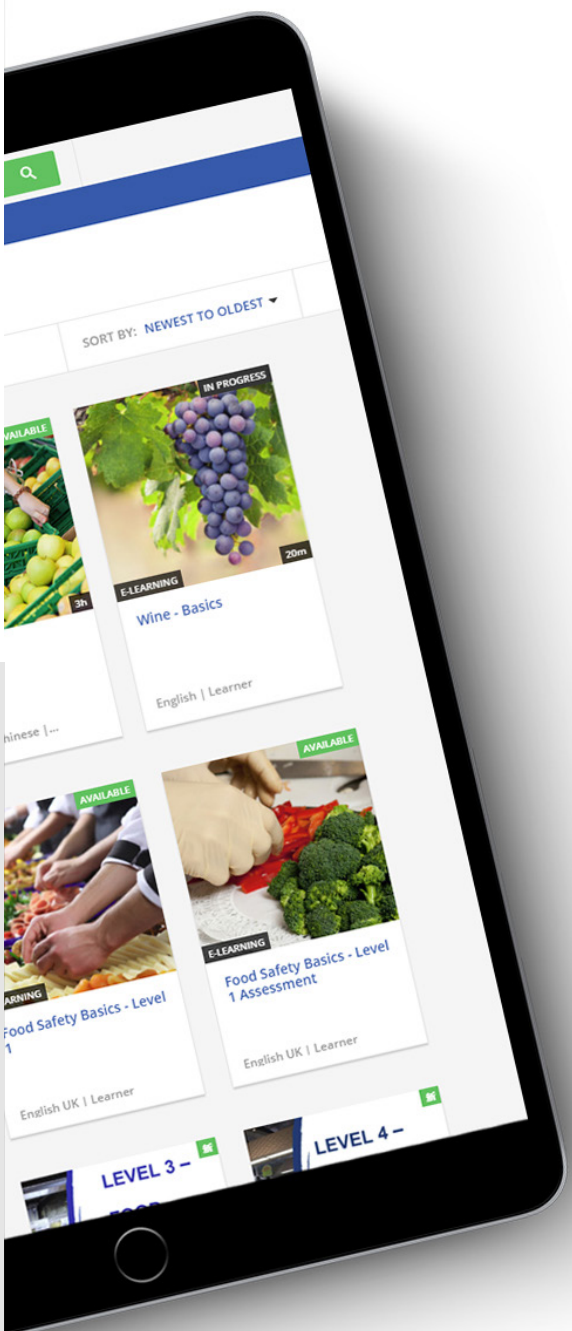 SORT BY: NEWEST TO OLDEST
IN PROGRESS
AVAILABLE
3h
E-LEARNING
20m
Wine - Basics
English | Learner
AVAILABLE
AVAILABLE
E-LEARNING
Food Safety Basics - Level
1
Food Safety Basics - Level
1 Assessment
English UK | Learner
English UK | Learner
LEVEL 3 –
LEVEL 4 –